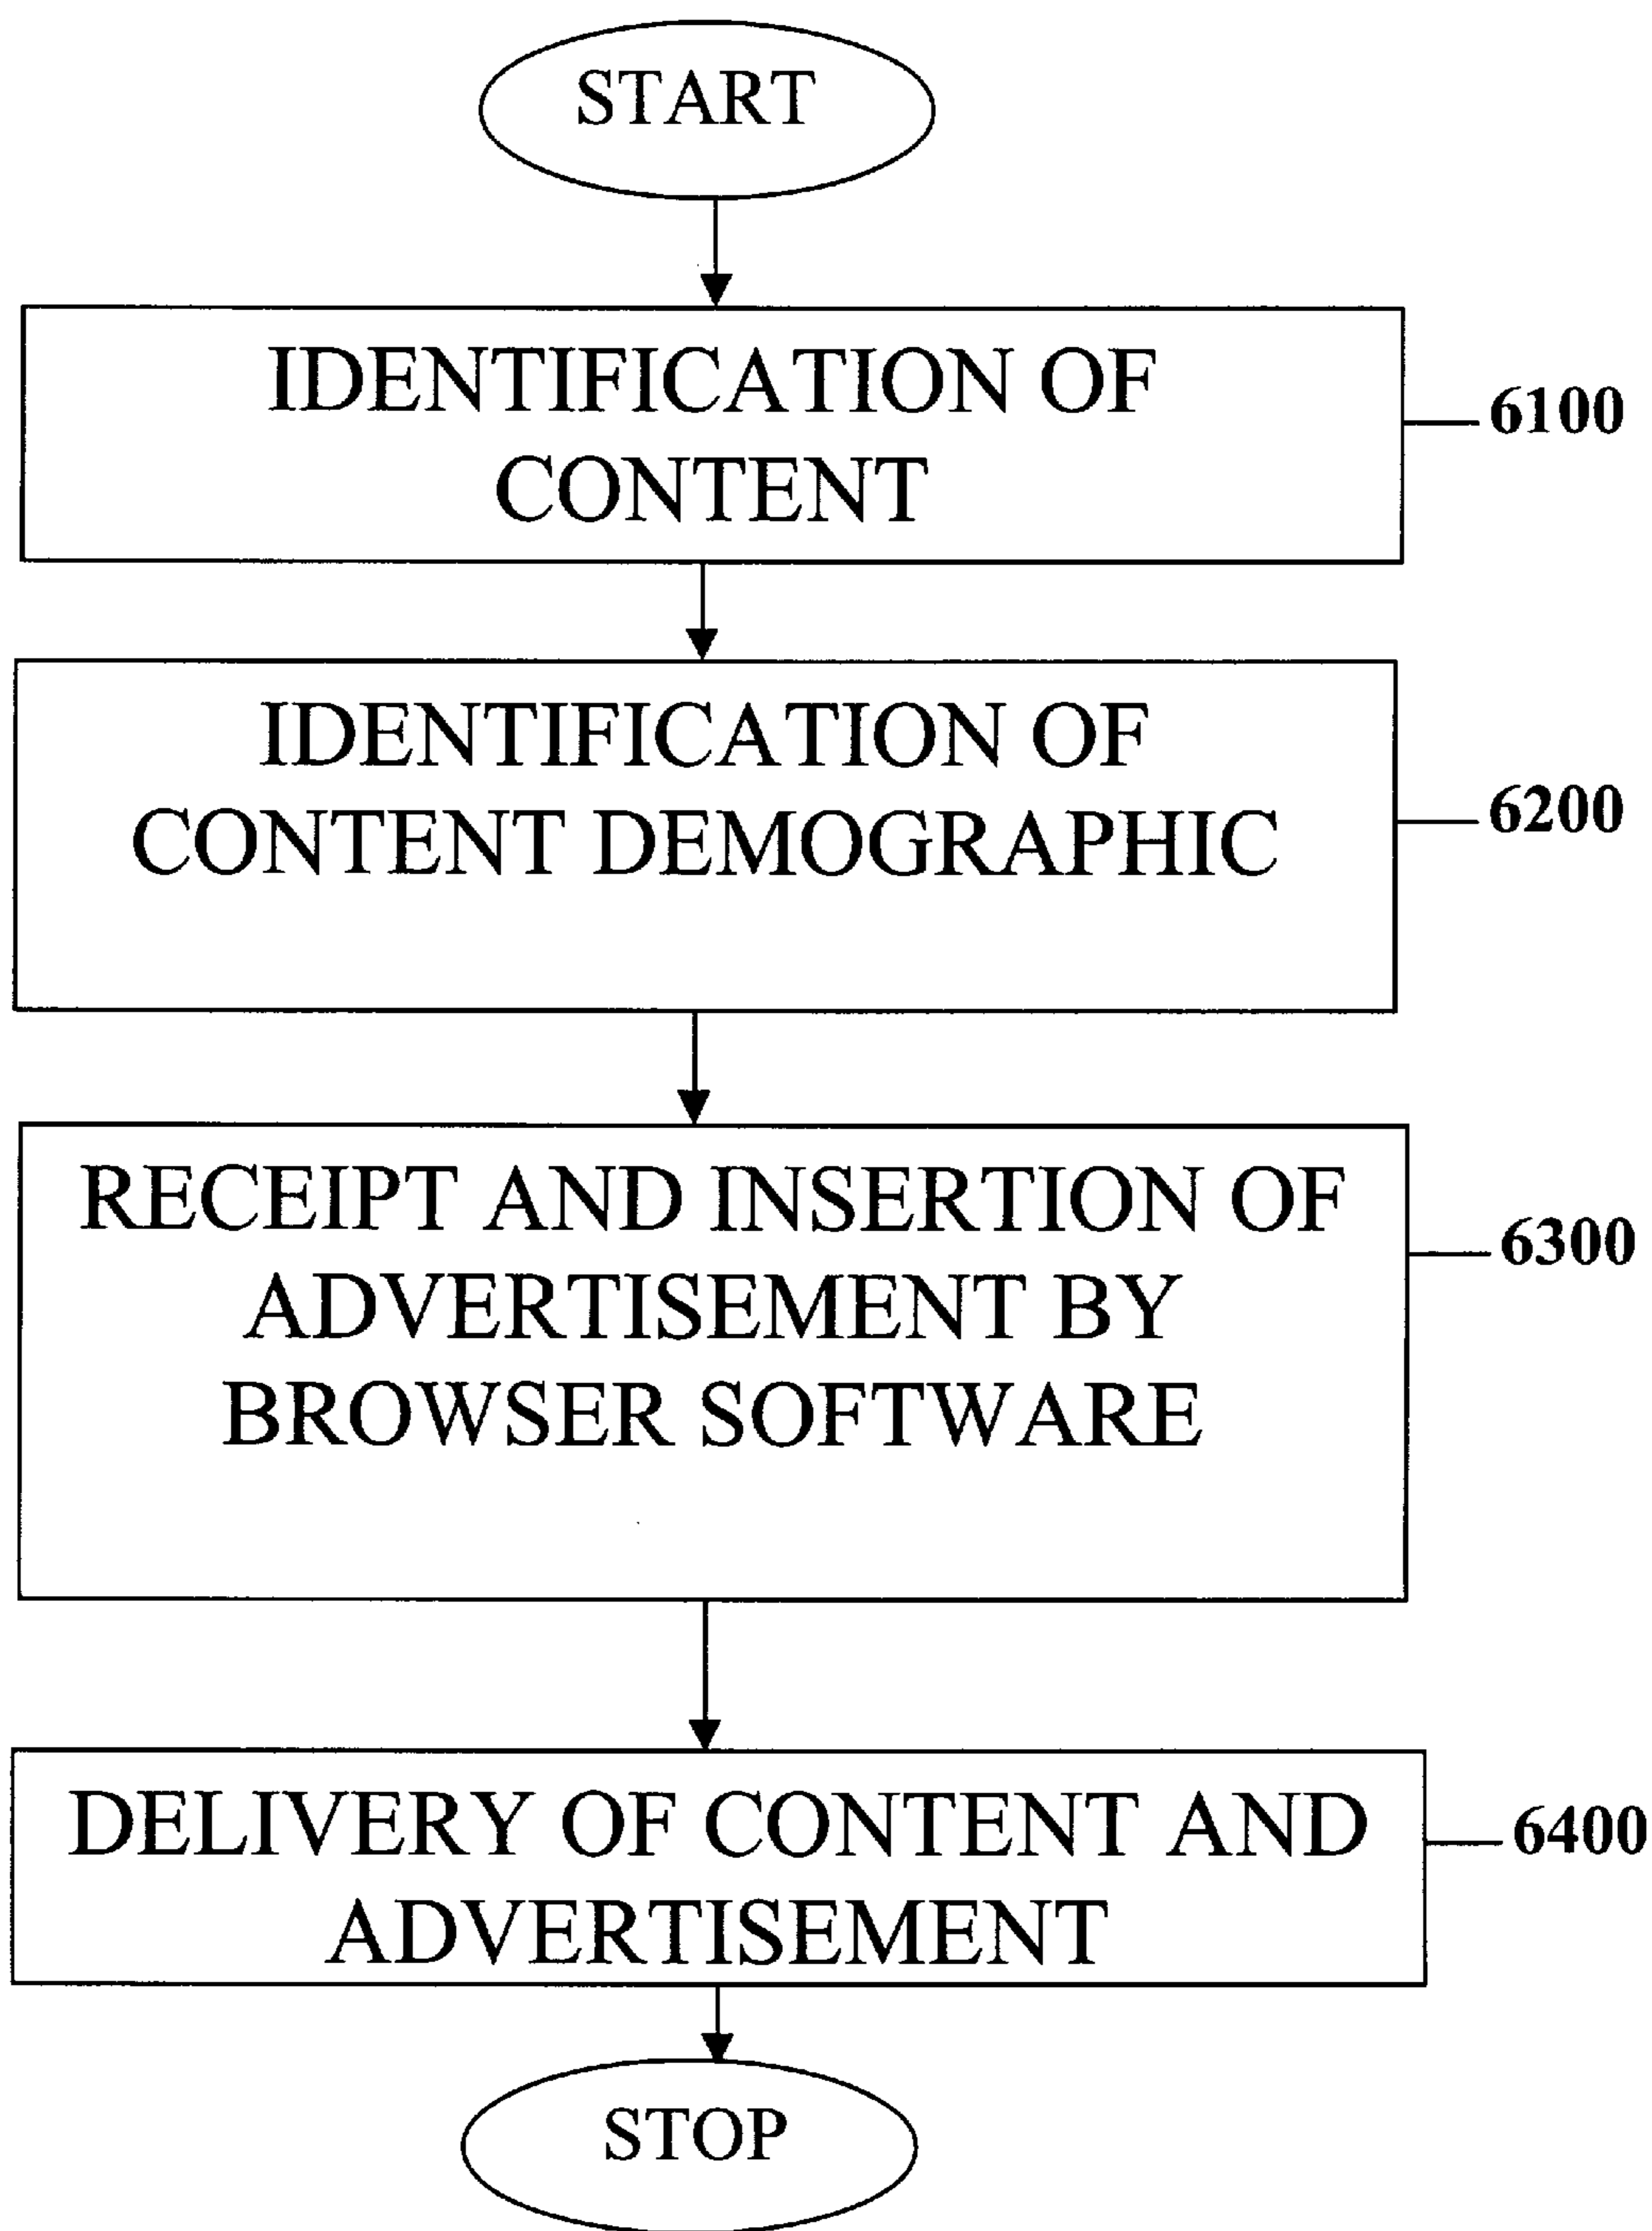 START
IDENTIFICATION OF
CONTENT
6100
IDENTIFICATION OF
CONTENT DEMOGRAPHIC
6200
RECEIPT AND INSERTION OF
ADVERTISEMENT BY
BROWSER SOFTWARE
6300
DELIVERY OF CONTENT AND
ADVERTISEMENT
6400
STOP